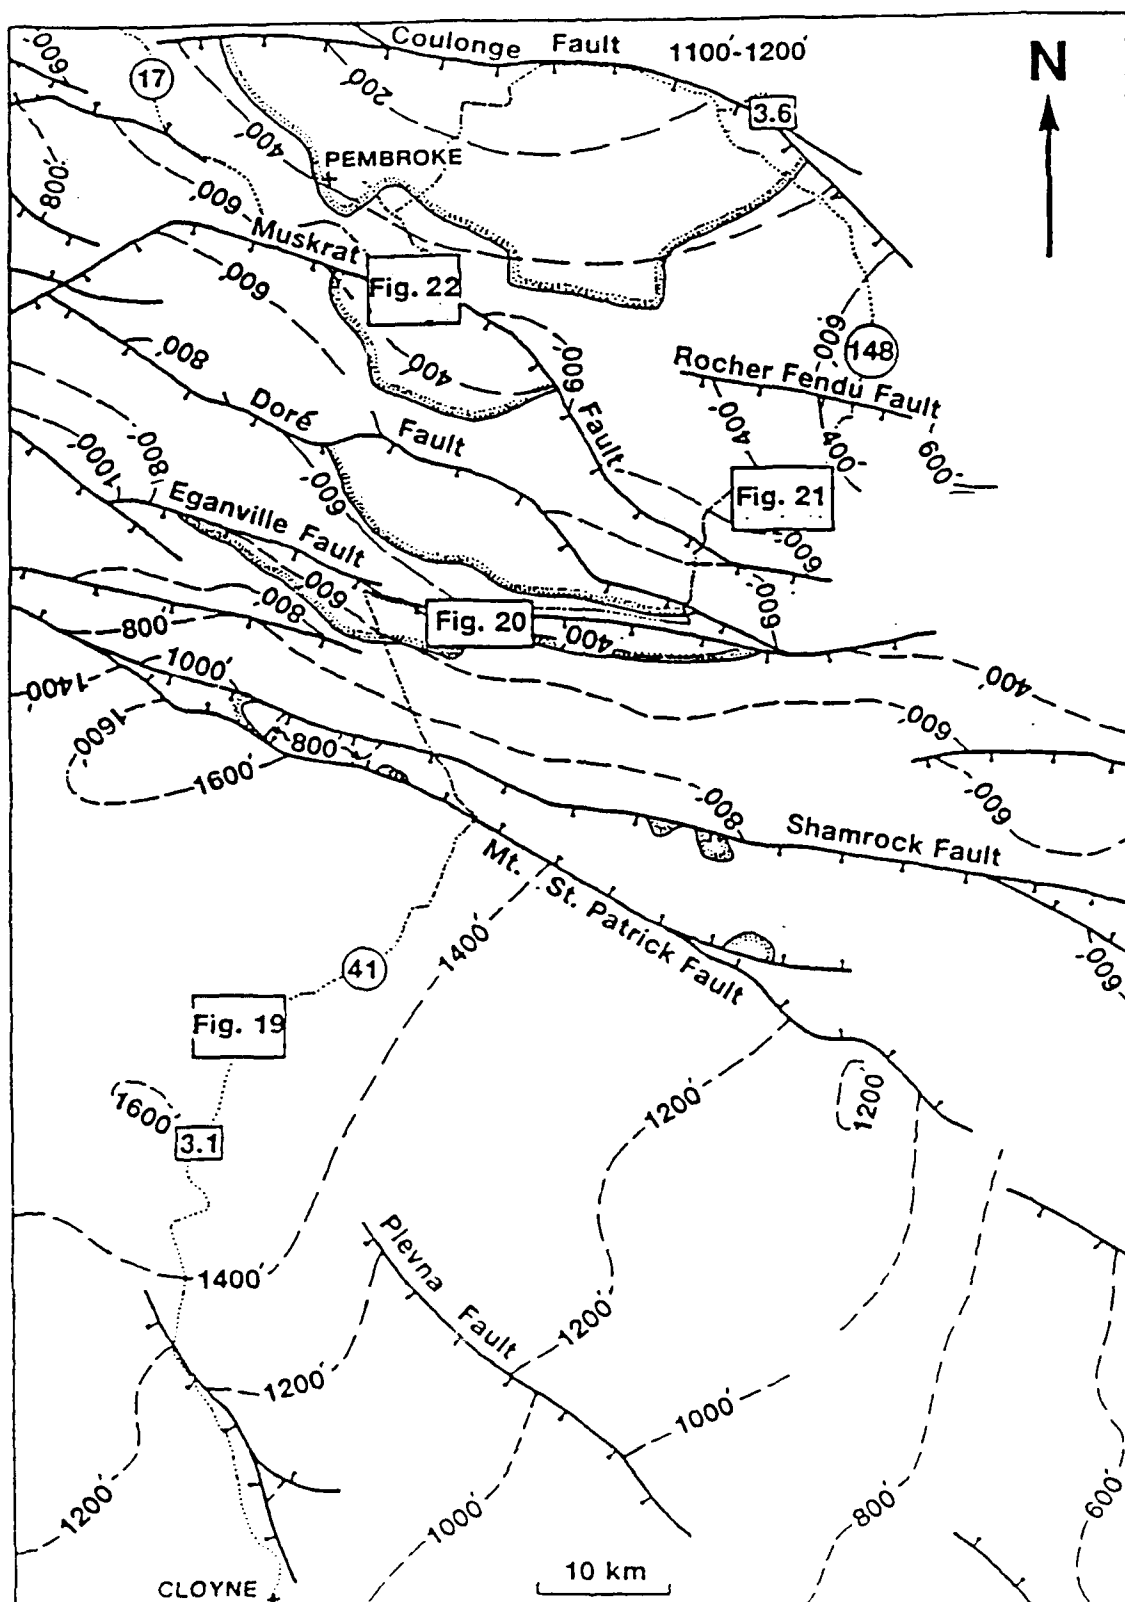 600'
17
Coulonge Fault 1100'-1200'
N
200'
3.6
400'
PEMBROKE
800'
600'
600'
Muskrat
600'
Fig. 22
800'
400'
600'
Fault
600'
148
Rocher Fendu Fault
400'
400'
600'
Doré Fault
800'
1000'
600'
Eganville Fault
Fig. 21
600'
600'
600'
800'
Fig. 20
400'
800'
1000'
1400'
1600'
800'
1600'
400'
600'
600'
800'
Shamrock Fault
Mt. St. Patrick Fault
600'
1400'
41
Fig. 19
1600'
3.1
1200'
1200
1400'
Plevna Fault
1200'
1200'
1000'
1200'
1000'
800'
600'
10 km
CLOYNE